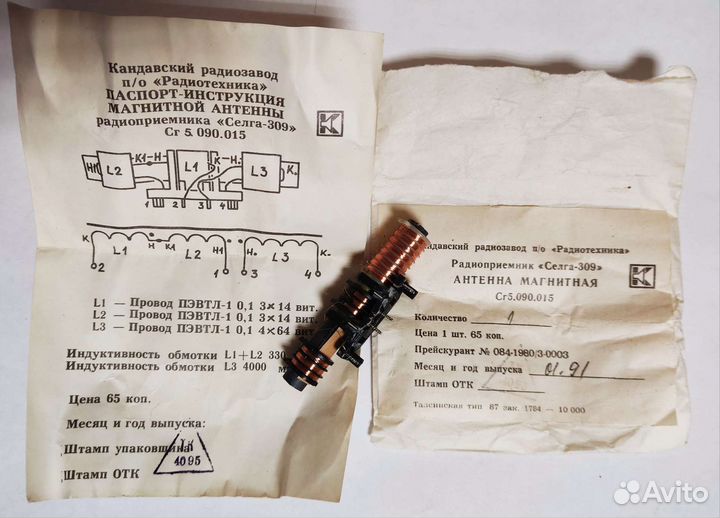 Кандавский радиозавод
п/о «Радиотехника»
ПАСПОРТ-ИНСТРУКЦИЯ
МАГНИТНОЙ АНТЕННЫ
радиоприемника «Селга-309»
Сг 5.090.015
Н1 L2 К1 Н L1 К Н. L3 К.
1 2 3 4
К L1 Н К1 L2 Н1 Н. L3 К.
2 1 3 4
L1 — Провод ПЭВТЛ-1 0,1 3×14 вит.
L2 — Провод ПЭВТЛ-1 0,1 3×14 вит.
L3 — Провод ПЭВТЛ-1 0,1 4×64 вит.
Индуктивность обмотки L1+L2 330
Индуктивность обмотки L3 4000
Цена 65 коп.
Месяц и год выпуска:
Штамп упаковщика
4095
Штамп ОТК
Кандавский радиозавод п/о «Радиотехника»
Радиоприемник «Селга-309»
АНТЕННА МАГНИТНАЯ
Сг5.090.015
Количество 1
Цена 1 шт. 65 коп.
Прейскурант № 084-1980/3-0003
Месяц и год выпуска 01.91
Штамп ОТК
Талсинская тип 87 зак. 1784 — 10 000
Avito